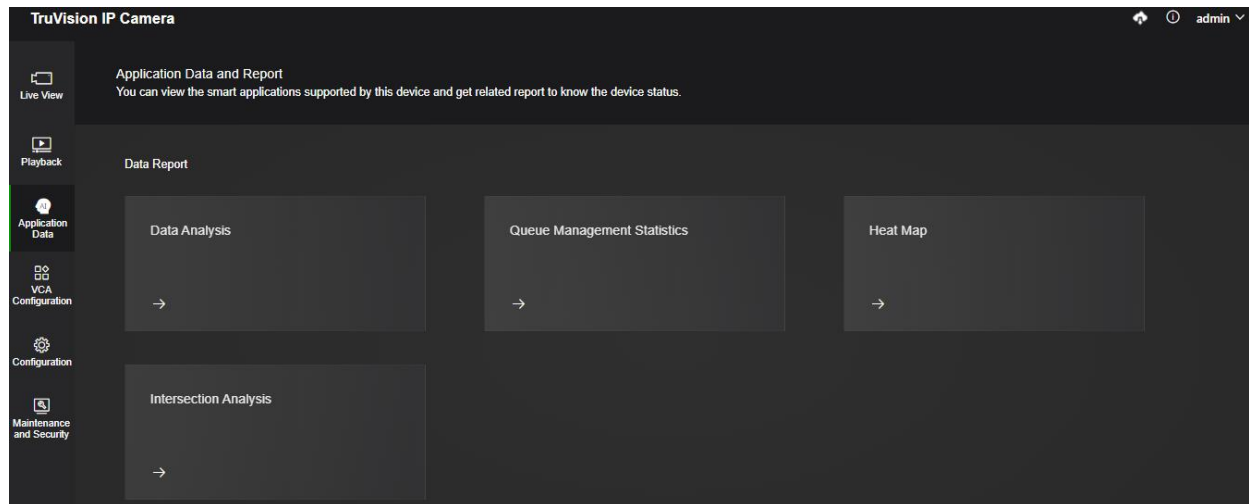 TruVision IP Camera
admin
Live View
Playback
AI
Application
Data
VCA
Configuration
Configuration
Maintenance
and Security
Application Data and Report
You can view the smart applications supported by this device and get related report to know the device status.
Data Report
Data Analysis
Queue Management Statistics
Heat Map
Intersection Analysis